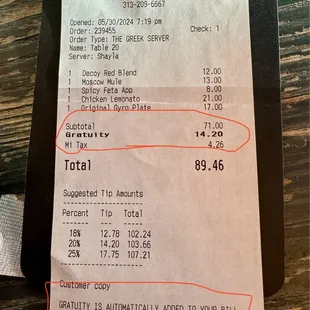 313-209-6667
Opened: 05/30/2024 7:19 pm
Order: 239455 Check: 1
Order Type: THE GREEK SERVER
Name: Table 20
Server: Shayla
1 Decoy Red Blend 12.00
1 Moscow Mule 13.00
1 Spicy Feta App 8.00
1 Chicken Lemonato 21.00
1 Original Gyro Plate 17.00
Subtotal 71.00
Gratuity 14.20
Mi Tax 4.26
Total 89.46
Suggested Tip Amounts
Percent Tip Total
18% 12.78 102.24
20% 14.20 103.66
25% 17.75 107.21
Customer copy
GRATUITY IS AUTOMATICALLY ADDED TO YOUR BILL